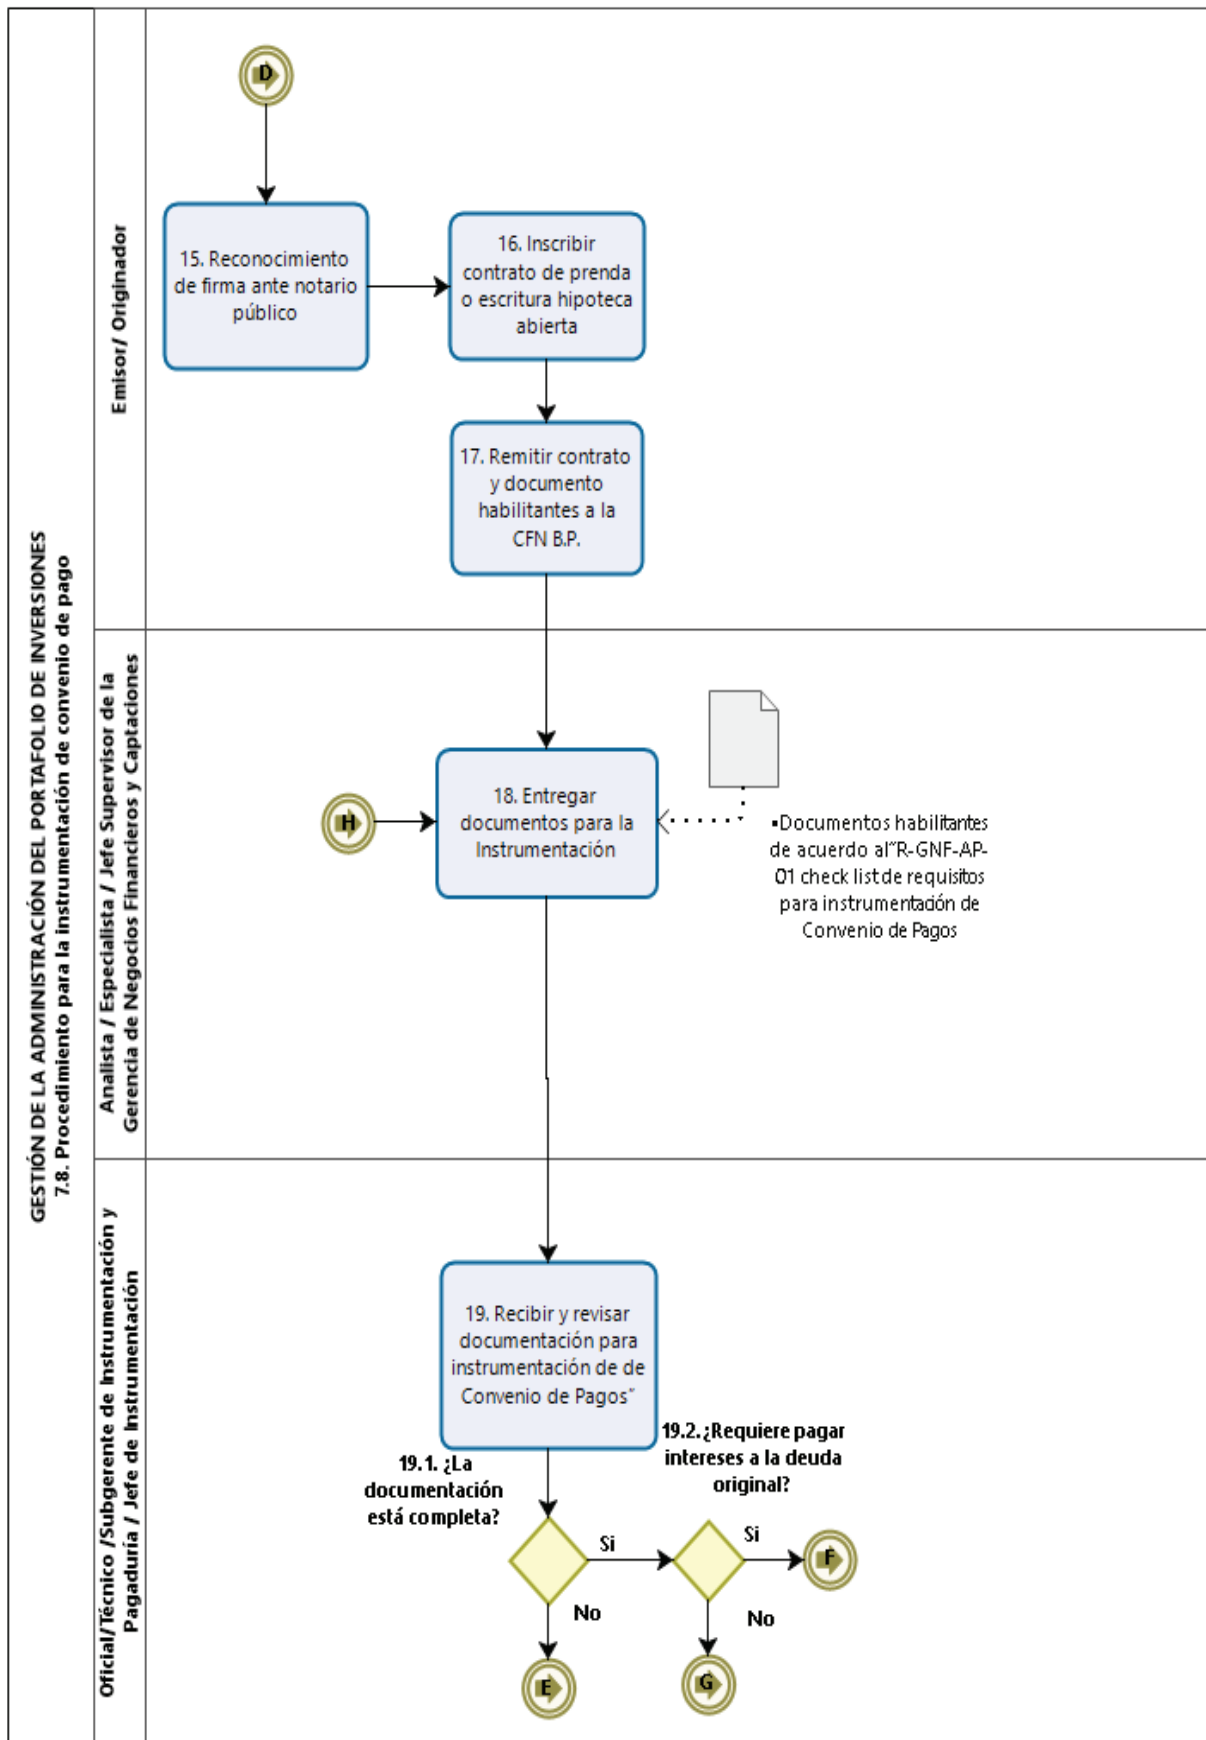 GESTIÓN DE LA ADMINISTRACIÓN DEL PORTAFOLIO DE INVERSIONES
7.8. Procedimiento para la instrumentación de convenio de pago
Emisor/ Originador
D
15. Reconocimiento
de firma ante notario
público
16. Inscribir
contrato de prenda
o escritura hipoteca
abierta
17. Remitir contrato
y documento
habilitantes a la
CFN B.P.
Analista / Especialista / Jefe Supervisor de la
Gerencia de Negocios Financieros y Captaciones
H
18. Entregar
documentos para la
Instrumentación
▪Documentos habilitantes
de acuerdo al"R-GNF-AP-
01 check list de requisitos
para instrumentación de
Convenio de Pagos
Oficial/Técnico /Subgerente de Instrumentación y
Pagaduría / Jefe de Instrumentación
19. Recibir y revisar
documentación para
instrumentación de de
Convenio de Pagos"
19.1. ¿La
documentación
está completa?
19.2. ¿Requiere pagar
intereses a la deuda
original?
Si
Si
F
No
No
E
G